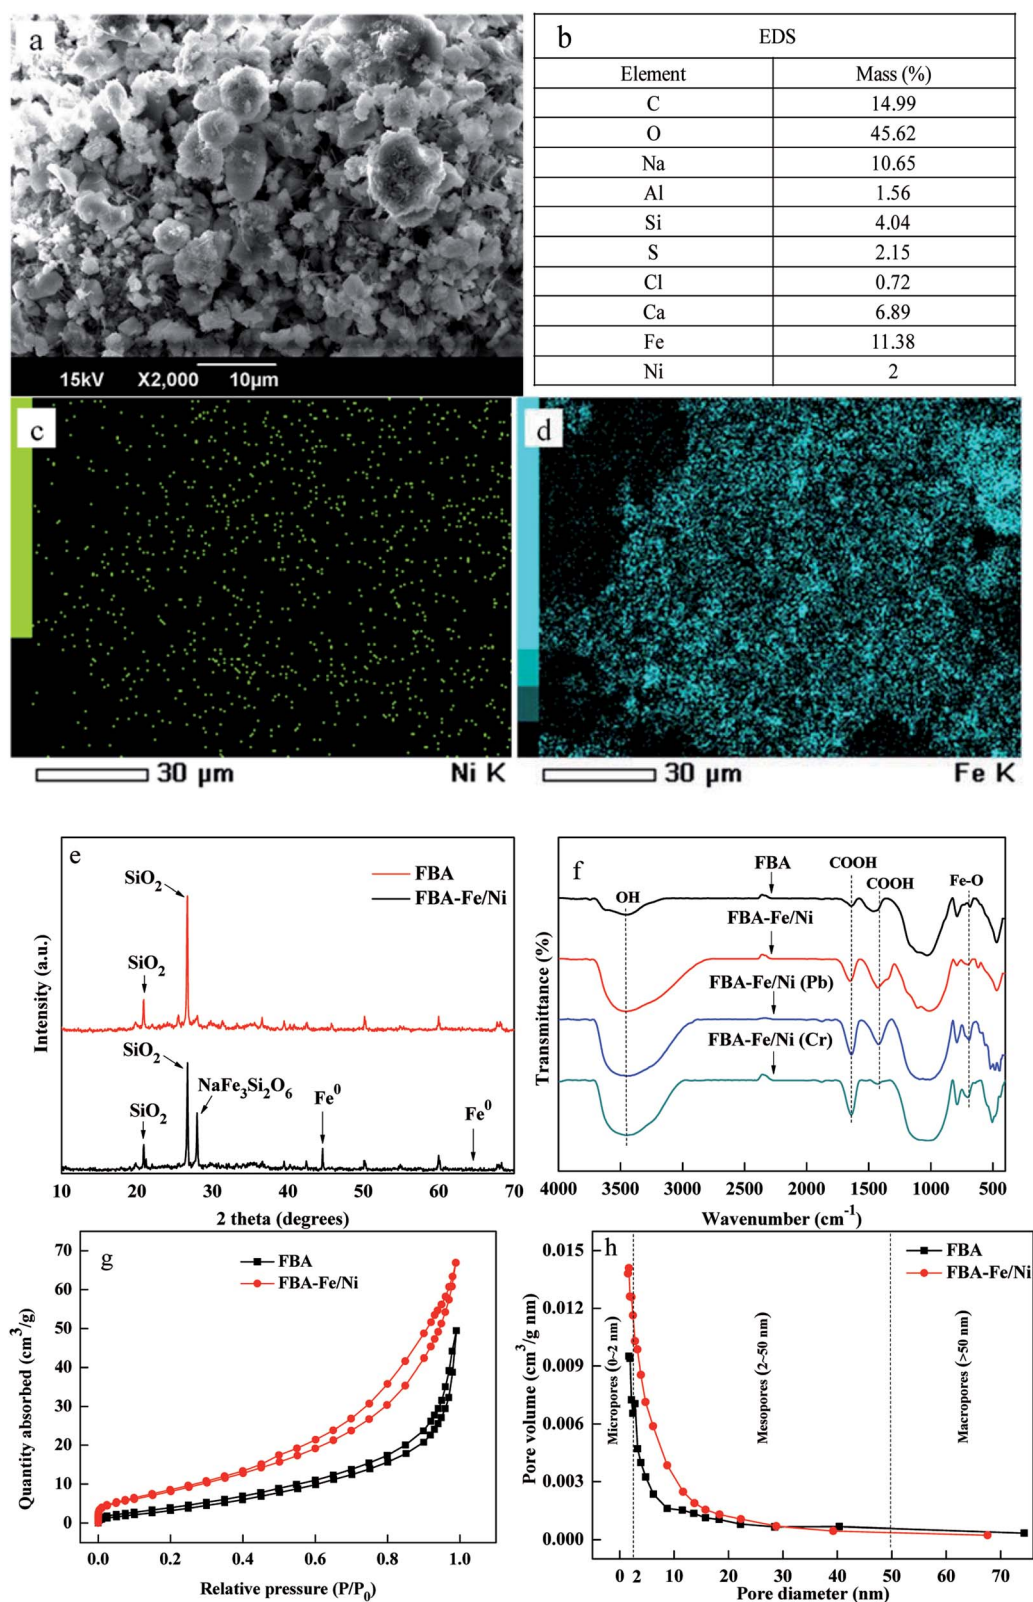 a
15kV X2,000 10μm
b
EDS
Element Mass (%)
C 14.99
O 45.62
Na 10.65
Al 1.56
Si 4.04
S 2.15
Cl 0.72
Ca 6.89
Fe 11.38
Ni 2
c
30 μm Ni K
d
30 μm Fe K
e
FBA
FBA-Fe/Ni
SiO2
SiO2
SiO2
SiO2
NaFe3Si2O6
Fe0
Fe0
Intensity (a.u.)
10 20 30 40 50 60 70
2 theta (degrees)
f
FBA
COOH
COOH
Fe-O
OH
FBA-Fe/Ni
FBA-Fe/Ni (Pb)
FBA-Fe/Ni (Cr)
Transmittance (%)
4000 3500 3000 2500 2000 1500 1000 500
Wavenumber (cm-1)
g
FBA
FBA-Fe/Ni
Quantity absorbed (cm3/g)
70
60
50
40
30
20
10
0
0.0 0.2 0.4 0.6 0.8 1.0
Relative pressure (P/P0)
h
FBA
FBA-Fe/Ni
Pore volume (cm3/g nm)
0.015
0.012
0.009
0.006
0.003
0.000
Micropores (0~2 nm)
Mesopores (2~50 nm)
Macropores (>50 nm)
0 2 10 20 30 40 50 60 70
Pore diameter (nm)